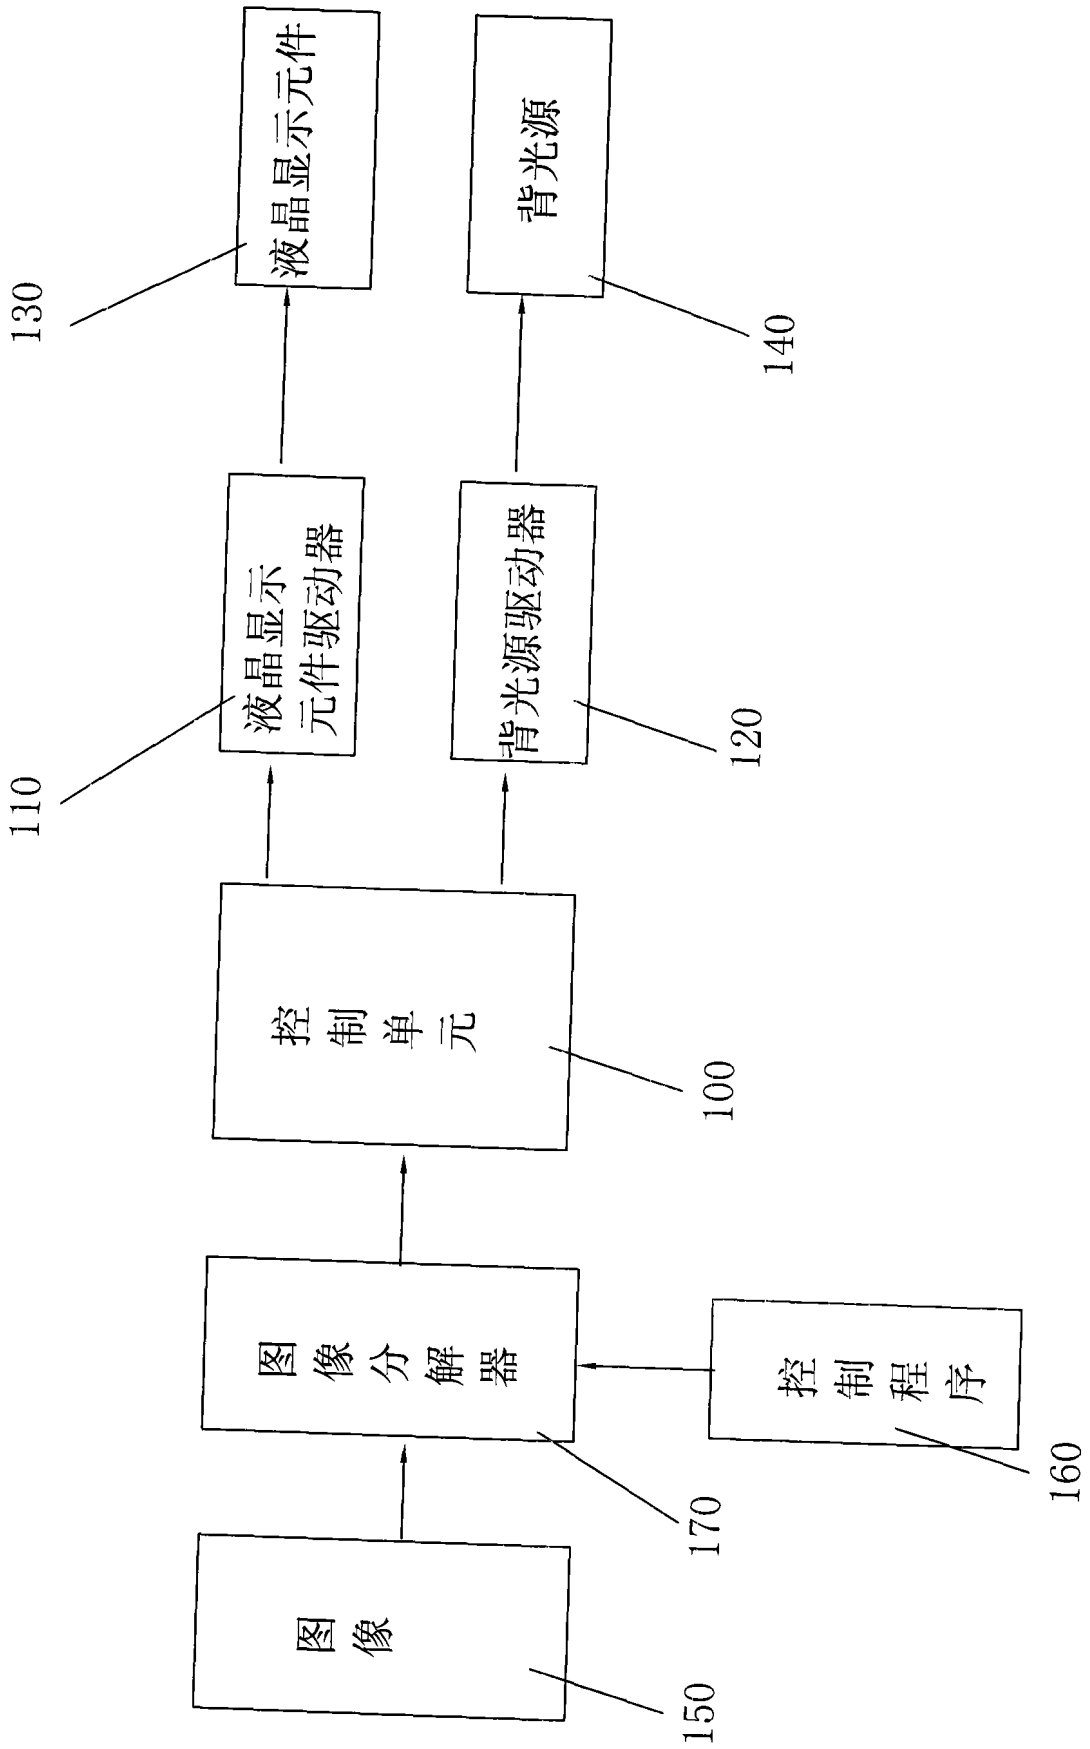 图像
150
图像分解器
170
控制程序
160
控制单元
100
液晶显示
元件驱动器
110
背光源驱动器
120
液晶显示元件
130
背光源
140